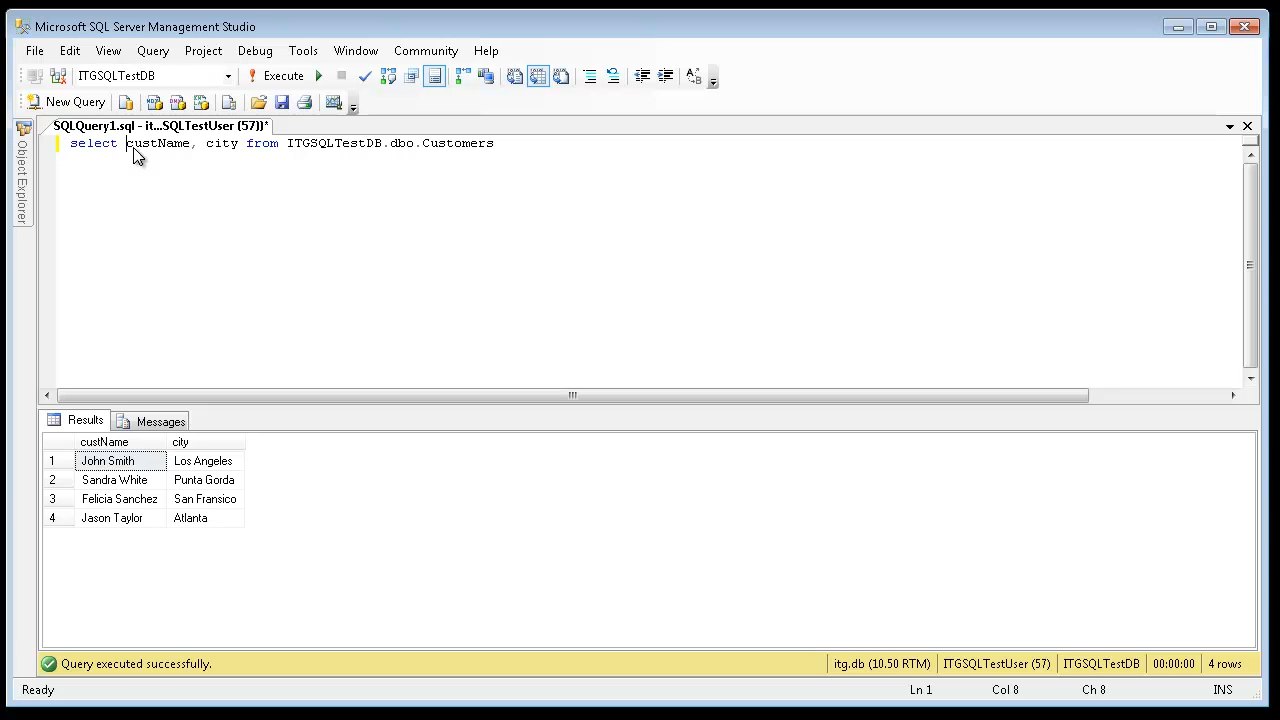 Microsoft SQL Server Management Studio
File Edit View Query Project Debug Tools Window Community Help
ITGSQLTestDB Execute
New Query
SQLQuery1.sql - it...SQLTestUser (57))*
Object Explorer
select custName, city from ITGSQLTestDB.dbo.Customers
Results Messages
custName city
1 John Smith Los Angeles
2 Sandra White Punta Gorda
3 Felicia Sanchez San Fransico
4 Jason Taylor Atlanta
Query executed successfully. itg.db (10.50 RTM) ITGSQLTestUser (57) ITGSQLTestDB 00:00:00 4 rows
Ready Ln 1 Col 8 Ch 8 INS